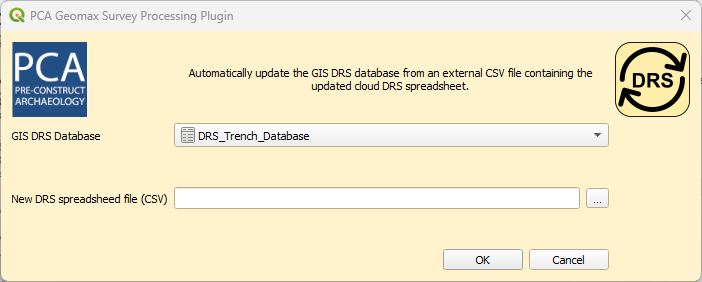 PCA Geomax Survey Processing Plugin
PCA
PRE-CONSTRUCT
ARCHAEOLOGY
Automatically update the GIS DRS database from an external CSV file containing the
updated cloud DRS spreadsheet.
DRS
GIS DRS Database
DRS_Trench_Database
New DRS spreadsheed file (CSV)
...
OK
Cancel